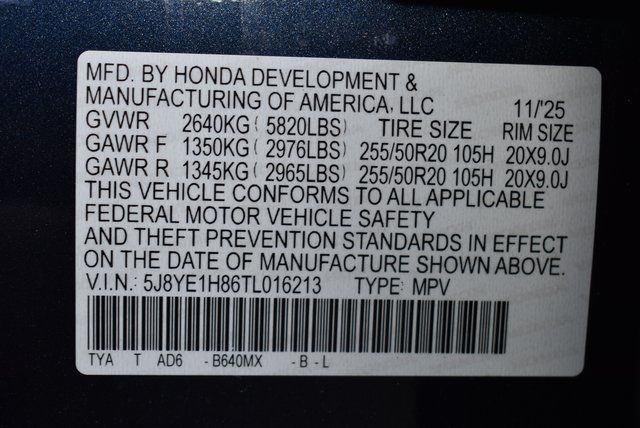 MFD. BY HONDA DEVELOPMENT &
MANUFACTURING OF AMERICA, LLC 11/'25
GVWR 2640KG ( 5820LBS) TIRE SIZE RIM SIZE
GAWR F 1350KG ( 2976LBS) 255/50R20 105H 20X9.0J
GAWR R 1345KG ( 2965LBS) 255/50R20 105H 20X9.0J
THIS VEHICLE CONFORMS TO ALL APPLICABLE
FEDERAL MOTOR VEHICLE SAFETY
AND THEFT PREVENTION STANDARDS IN EFFECT
ON THE DATE OF MANUFACTURE SHOWN ABOVE.
V.I.N.: 5J8YE1H86TL016213 TYPE: MPV
TYA T AD6 -B640MX -B-L